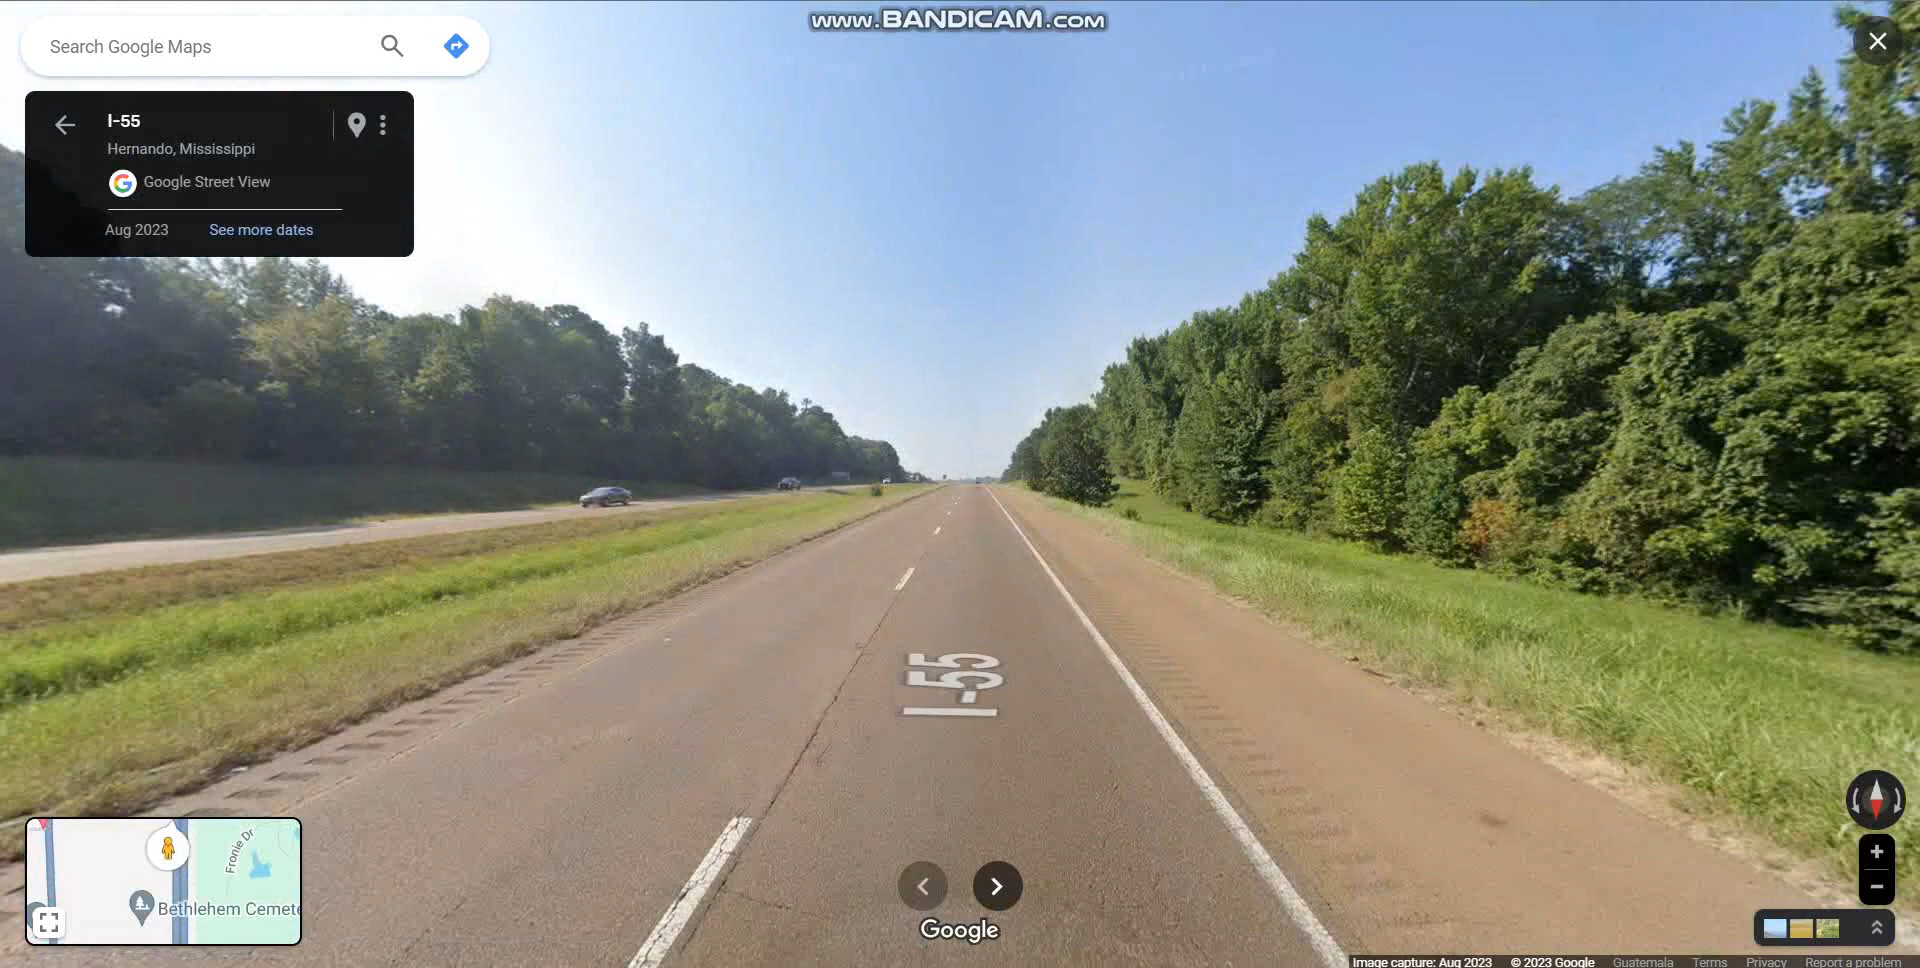 www.BANDICAM.com
Search Google Maps
I-55
Hernando, Mississippi
Google Street View
Aug 2023 See more dates
I-55
Fronie Dr
Bethlehem Cemete
Google
Image capture: Aug 2023 © 2023 Google Guatemala Terms Privacy Report a problem